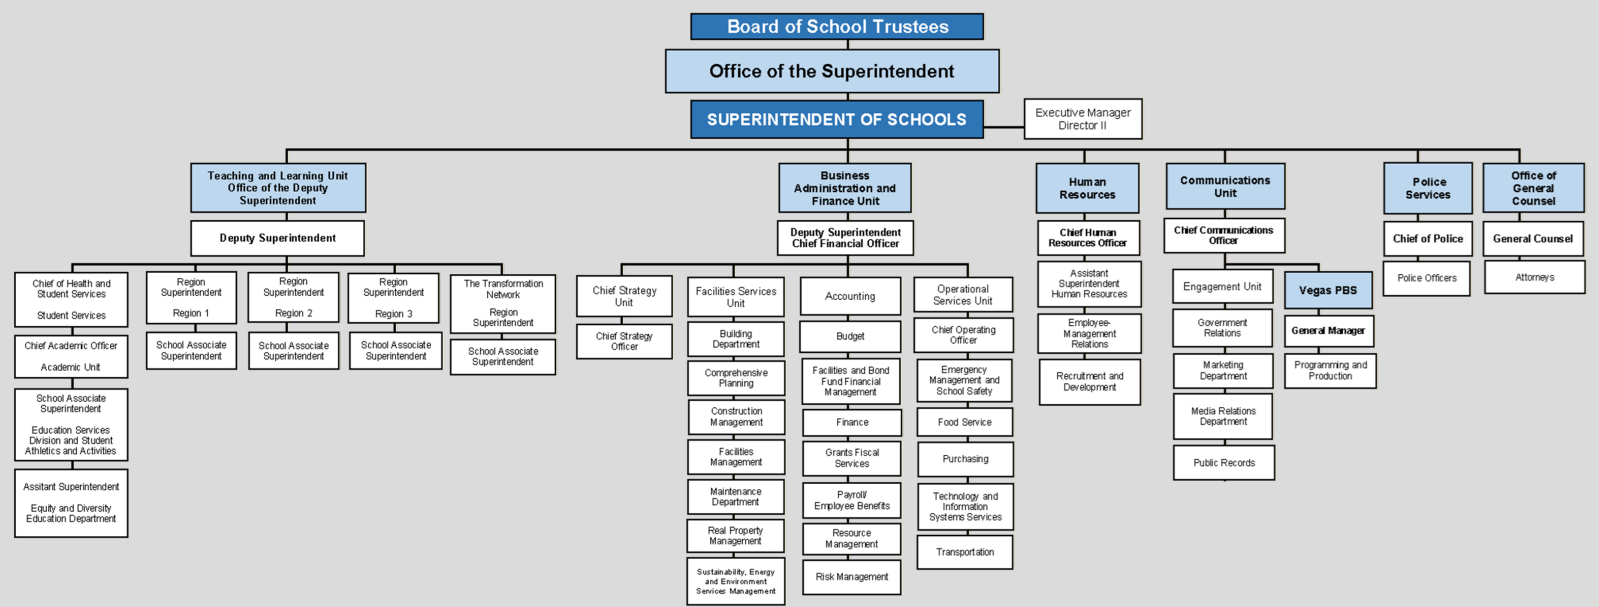 Board of School Trustees
Office of the Superintendent
SUPERINTENDENT OF SCHOOLS
Executive Manager
Director II
Teaching and Learning Unit
Office of the Deputy
Superintendent
Deputy Superintendent
Chief of Health and
Student Services
Student Services
Chief Academic Officer
Academic Unit
School Associate
Superintendent
Education Services
Division and Student
Athletics and Activities
Assitant Superintendent
Equity and Diversity
Education Department
Region
Superintendent
Region 1
School Associate
Superintendent
Region
Superintendent
Region 2
School Associate
Superintendent
Region
Superintendent
Region 3
School Associate
Superintendent
The Transformation
Network
Region
Superintendent
School Associate
Superintendent
Business
Administration and
Finance Unit
Deputy Superintendent
Chief Financial Officer
Chief Strategy
Unit
Chief Strategy
Officer
Facilities Services
Unit
Building
Department
Comprehensive
Planning
Construction
Management
Facilities
Management
Maintenance
Department
Real Property
Management
Sustainability, Energy
and Environment
Services Management
Accounting
Budget
Facilities and Bond
Fund Financial
Management
Finance
Grants Fiscal
Services
Payroll/
Employee Benefits
Resource
Management
Risk Management
Operational
Services Unit
Chief Operating
Officer
Emergency
Management and
School Safety
Food Service
Purchasing
Technology and
Information
Systems Services
Transportation
Human
Resources
Chief Human
Resources Officer
Assistant
Superintendent
Human Resources
Employee-
Management
Relations
Recruitment and
Development
Communications
Unit
Chief Communications
Officer
Engagement Unit
Government
Relations
Marketing
Department
Media Relations
Department
Public Records
Vegas PBS
General Manager
Programming and
Production
Police
Services
Chief of Police
Police Officers
Office of
General
Counsel
General Counsel
Attorneys